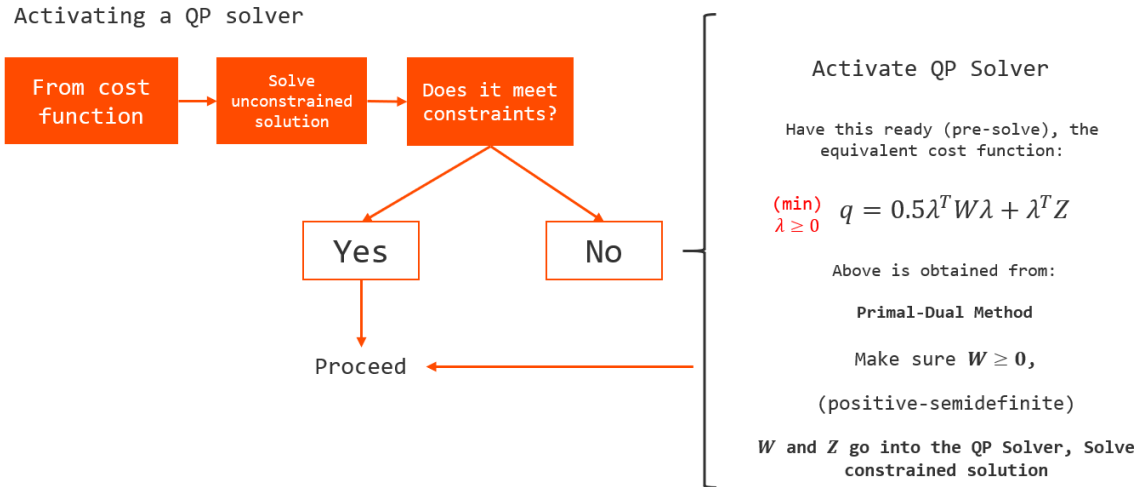 Activating a QP solver
From cost
function
Solve
unconstrained
solution
Does it meet
constraints?
Yes
No
Proceed
Activate QP Solver
Have this ready (pre-solve), the
equivalent cost function:
(min)
λ ≥ 0
q = 0.5λᵀWλ + λᵀZ
Above is obtained from:
Primal-Dual Method
Make sure W ≥ 0,
(positive-semidefinite)
W and Z go into the QP Solver, Solve
constrained solution